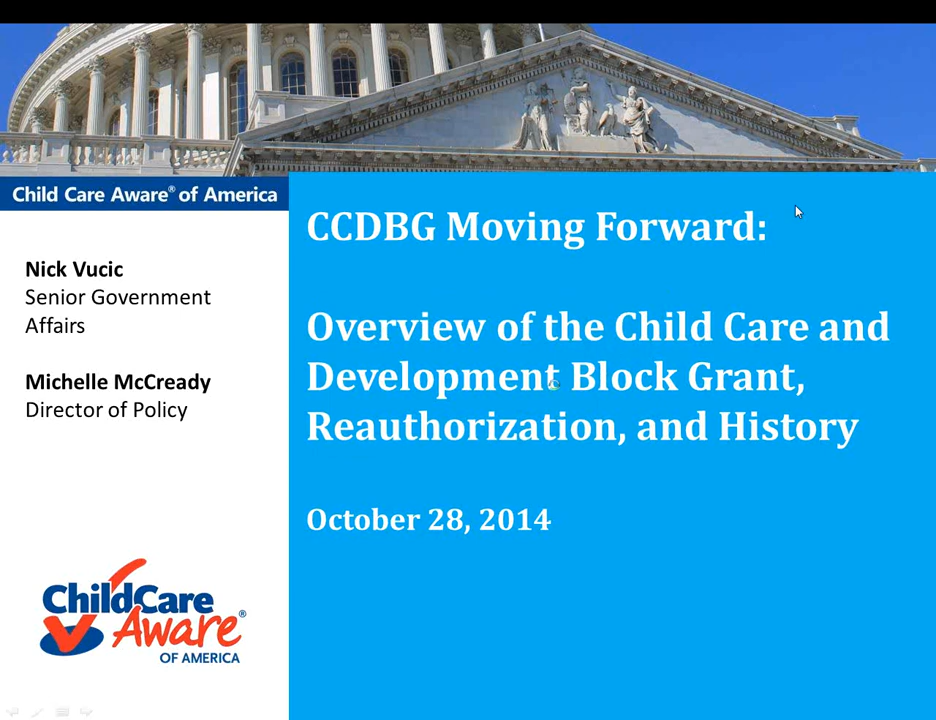 Child Care Aware® of America
Nick Vucic
Senior Government
Affairs
Michelle McCready
Director of Policy
CCDBG Moving Forward:
Overview of the Child Care and
Development Block Grant,
Reauthorization, and History
October 28, 2014
ChildCare
Aware®
OF AMERICA